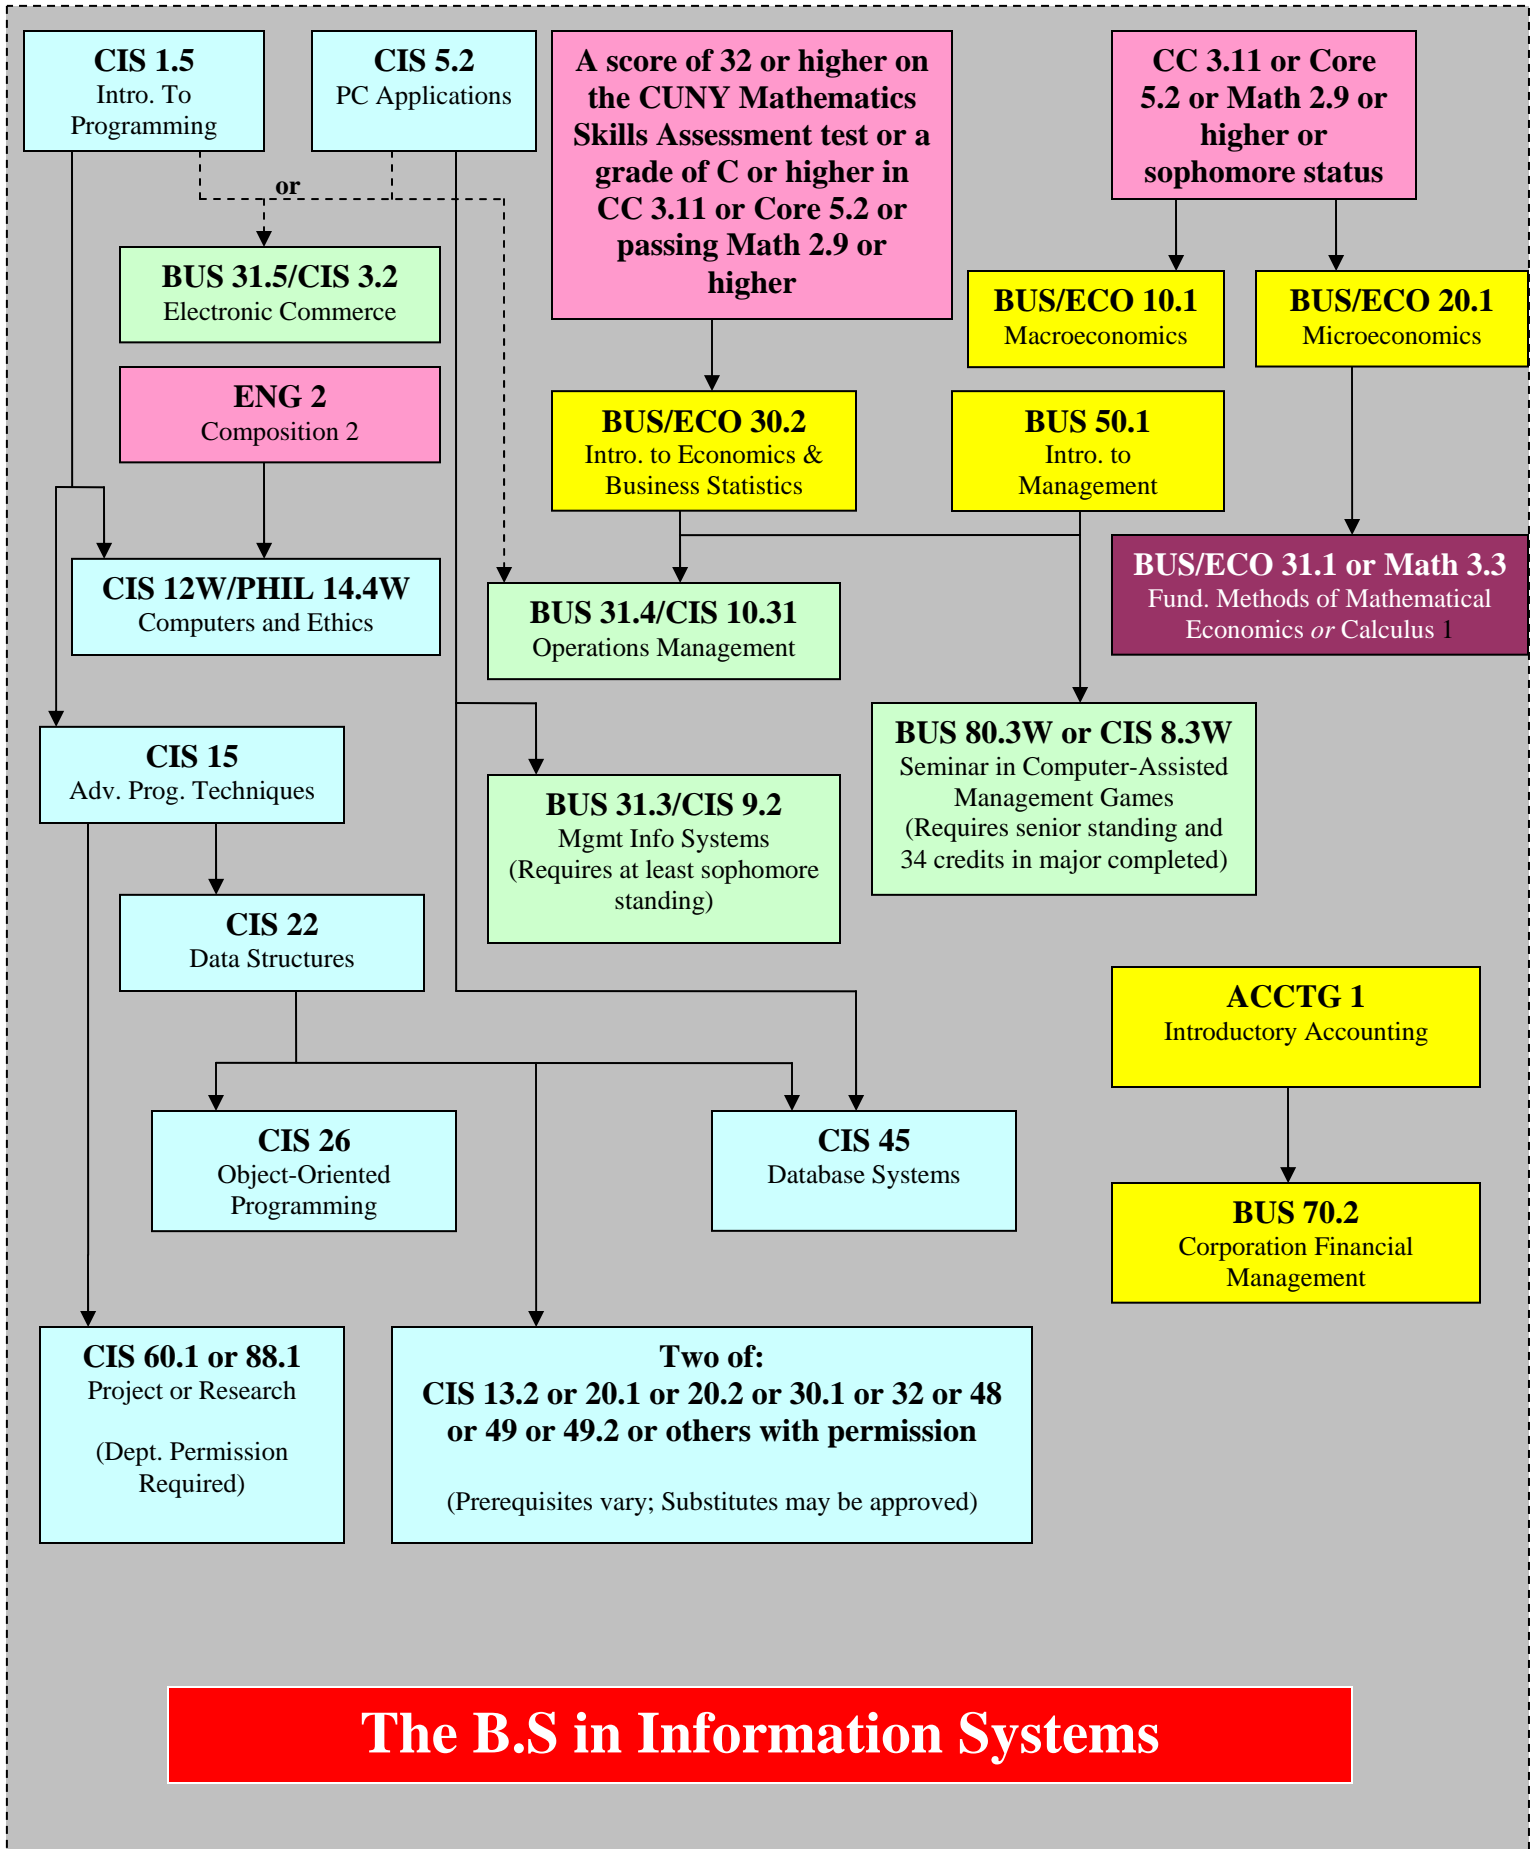 CIS 1.5
Intro. To
Programming
CIS 5.2
PC Applications
A score of 32 or higher on
the CUNY Mathematics
Skills Assessment test or a
grade of C or higher in
CC 3.11 or Core 5.2 or
passing Math 2.9 or
higher
CC 3.11 or Core
5.2 or Math 2.9 or
higher or
sophomore status
or
BUS 31.5/CIS 3.2
Electronic Commerce
BUS/ECO 10.1
Macroeconomics
BUS/ECO 20.1
Microeconomics
ENG 2
Composition 2
BUS/ECO 30.2
Intro. to Economics &
Business Statistics
BUS 50.1
Intro. to
Management
CIS 12W/PHIL 14.4W
Computers and Ethics
BUS 31.4/CIS 10.31
Operations Management
BUS/ECO 31.1 or Math 3.3
Fund. Methods of Mathematical
Economics or Calculus 1
CIS 15
Adv. Prog. Techniques
BUS 31.3/CIS 9.2
Mgmt Info Systems
(Requires at least sophomore
standing)
BUS 80.3W or CIS 8.3W
Seminar in Computer-Assisted
Management Games
(Requires senior standing and
34 credits in major completed)
CIS 22
Data Structures
ACCTG 1
Introductory Accounting
CIS 26
Object-Oriented
Programming
CIS 45
Database Systems
BUS 70.2
Corporation Financial
Management
CIS 60.1 or 88.1
Project or Research
(Dept. Permission
Required)
Two of:
CIS 13.2 or 20.1 or 20.2 or 30.1 or 32 or 48
or 49 or 49.2 or others with permission
(Prerequisites vary; Substitutes may be approved)
The B.S in Information Systems